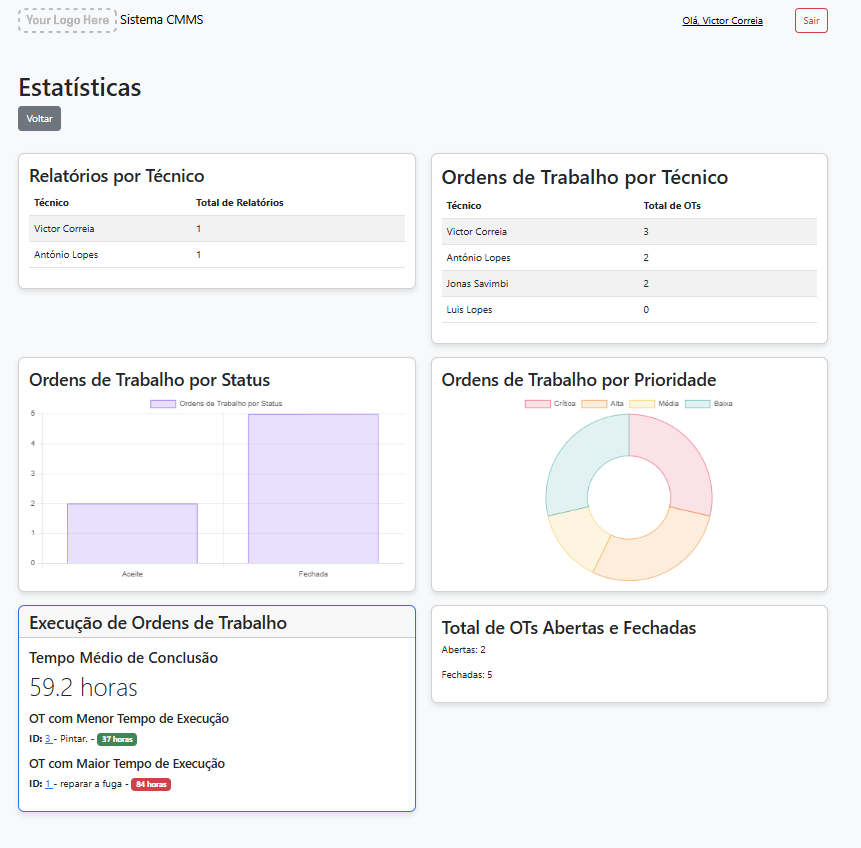 Your Logo Here Sistema CMMS
Olá, Victor Correia
Sair
Estatísticas
Voltar
Relatórios por Técnico
Técnico Total de Relatórios
Victor Correia 1
António Lopes 1
Ordens de Trabalho por Técnico
Técnico Total de OTs
Victor Correia 3
António Lopes 2
Jonas Savimbi 2
Luis Lopes 0
Ordens de Trabalho por Status
Ordens de Trabalho por Status
5
4
3
2
1
0
Aceite Fechada
Ordens de Trabalho por Prioridade
Crítica Alta Média Baixa
Execução de Ordens de Trabalho
Tempo Médio de Conclusão
59.2 horas
OT com Menor Tempo de Execução
ID: 3 - Pintar. - 37 horas
OT com Maior Tempo de Execução
ID: 1 - reparar a fuga - 84 horas
Total de OTs Abertas e Fechadas
Abertas: 2
Fechadas: 5